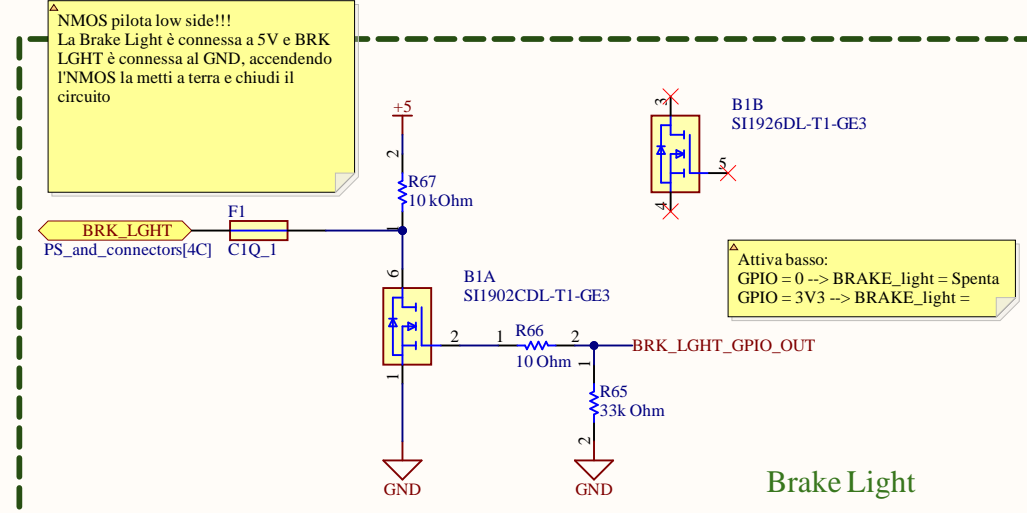 NMOS pilota low side!!!
La Brake Light è connessa a 5V e BRK
LGHT è connessa al GND, accendendo
l'NMOS la metti a terra e chiudi il
circuito
+5
2
R67
10 kOhm
1
BRK_LGHT
PS_and_connectors[4C]
F1
C1Q_1
6
B1A
SI1902CDL-T1-GE3
2
1
1
R66
10 Ohm
2
BRK_LGHT_GPIO_OUT
1
R65
33k Ohm
2
GND
GND
3
B1B
SI1926DL-T1-GE3
5
4
Attiva basso:
GPIO = 0 --> BRAKE_light = Spenta
GPIO = 3V3 --> BRAKE_light =
Brake Light